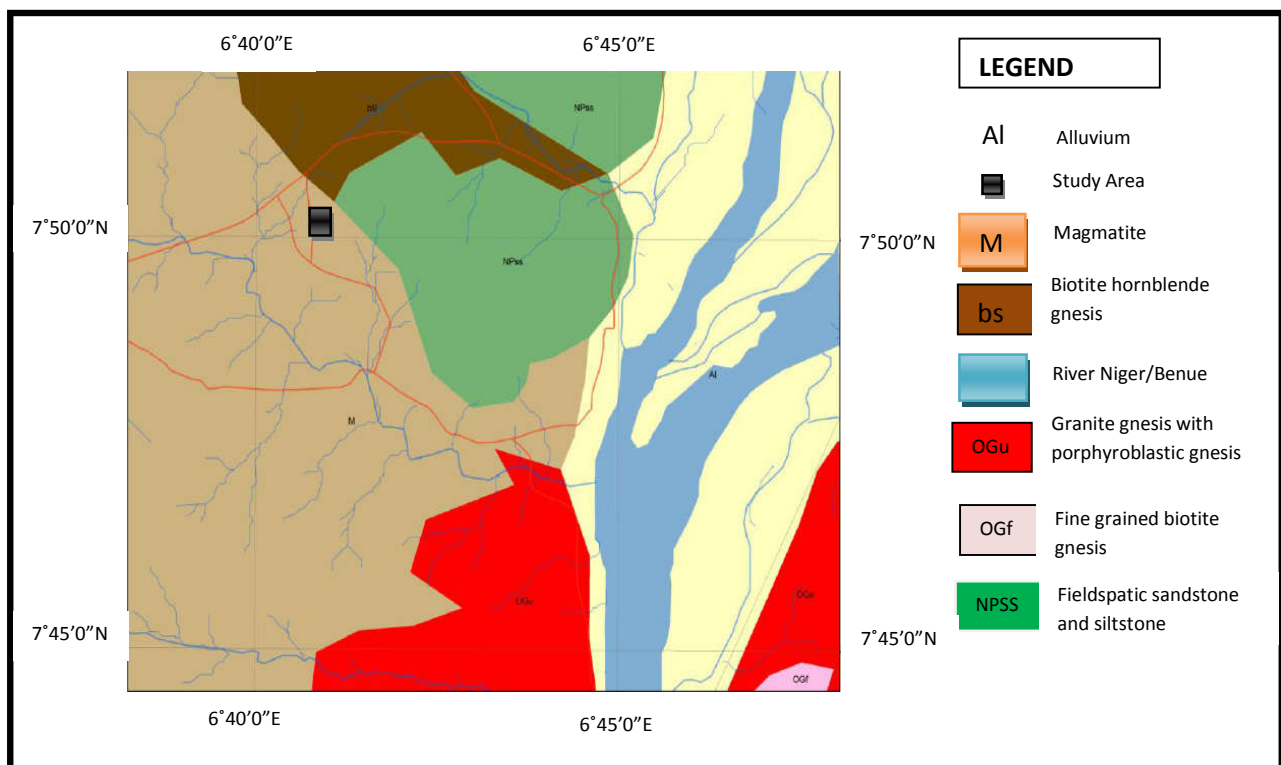 6°40’0”E
6°45’0”E
LEGEND
NPss
Al
Alluvium
Study Area
7°50’0”N
7°50’0”N
M
Magmatite
NPss
bs
Biotite hornblende
gnesis
River Niger/Benue
Al
M
OGu
Granite gnesis with
porphyroblastic gnesis
OGf
Fine grained biotite
gnesis
OGu
OGu
NPSS
Fieldspatic sandstone
and siltstone
7°45’0”N
7°45’0”N
OGf
6°40’0”E
6°45’0”E